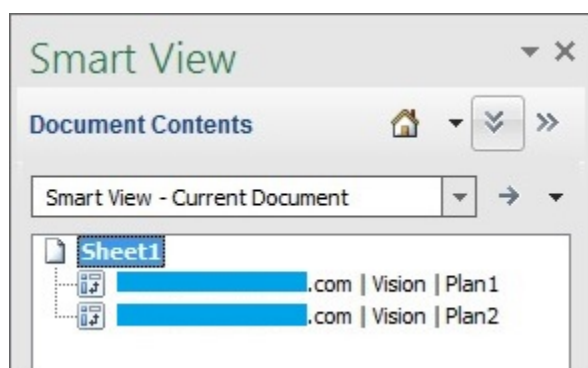 Smart View
Document Contents
Smart View - Current Document
Sheet1
.com | Vision | Plan1
.com | Vision | Plan2